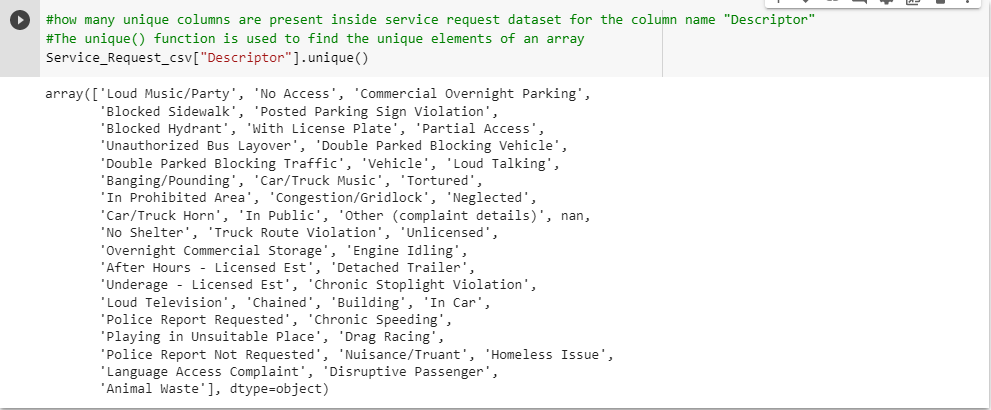 #how many unique columns are present inside service request dataset for the column name "Descriptor"
#The unique() function is used to find the unique elements of an array
Service_Request_csv["Descriptor"].unique()
array(['Loud Music/Party', 'No Access', 'Commercial Overnight Parking',
'Blocked Sidewalk', 'Posted Parking Sign Violation',
'Blocked Hydrant', 'With License Plate', 'Partial Access',
'Unauthorized Bus Layover', 'Double Parked Blocking Vehicle',
'Double Parked Blocking Traffic', 'Vehicle', 'Loud Talking',
'Banging/Pounding', 'Car/Truck Music', 'Tortured',
'In Prohibited Area', 'Congestion/Gridlock', 'Neglected',
'Car/Truck Horn', 'In Public', 'Other (complaint details)', nan,
'No Shelter', 'Truck Route Violation', 'Unlicensed',
'Overnight Commercial Storage', 'Engine Idling',
'After Hours - Licensed Est', 'Detached Trailer',
'Underage - Licensed Est', 'Chronic Stoplight Violation',
'Loud Television', 'Chained', 'Building', 'In Car',
'Police Report Requested', 'Chronic Speeding',
'Playing in Unsuitable Place', 'Drag Racing',
'Police Report Not Requested', 'Nuisance/Truant', 'Homeless Issue',
'Language Access Complaint', 'Disruptive Passenger',
'Animal Waste'], dtype=object)